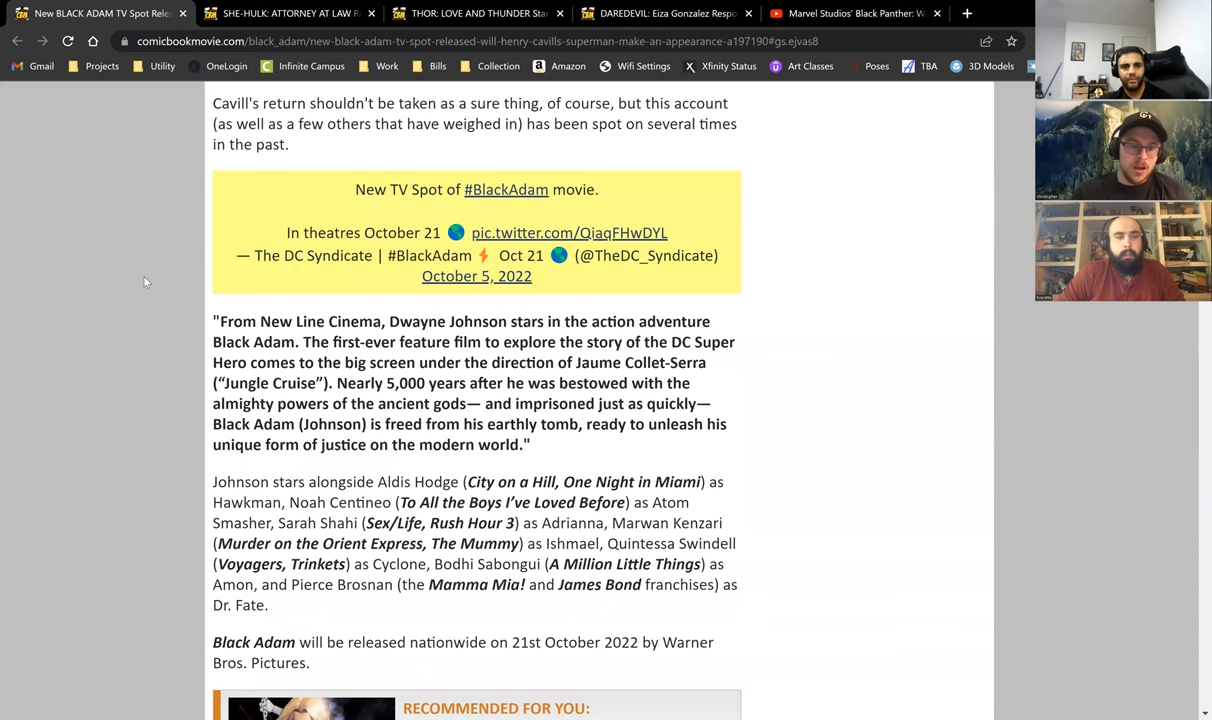 New BLACK ADAM TV Spot Relea
SHE-HULK: ATTORNEY AT LAW R
THOR: LOVE AND THUNDER Star
DAREDEVIL: Eiza Gonzalez Respo
Marvel Studios' Black Panther: W
comicbookmovie.com/black_adam/new-black-adam-tv-spot-released-will-henry-cavills-superman-make-an-appearance-a197190#gs.ejvas8
Gmail Projects Utility OneLogin Infinite Campus Work Bills Collection Amazon Wifi Settings Xfinity Status Art Classes Poses TBA 3D Models
Cavill's return shouldn't be taken as a sure thing, of course, but this account
(as well as a few others that have weighed in) has been spot on several times
in the past.
New TV Spot of #BlackAdam movie.
In theatres October 21 🌎 pic.twitter.com/QiaqFHwDYL
— The DC Syndicate | #BlackAdam ⚡ Oct 21 🌎 (@TheDC_Syndicate)
October 5, 2022
"From New Line Cinema, Dwayne Johnson stars in the action adventure
Black Adam. The first-ever feature film to explore the story of the DC Super
Hero comes to the big screen under the direction of Jaume Collet-Serra
(“Jungle Cruise”). Nearly 5,000 years after he was bestowed with the
almighty powers of the ancient gods— and imprisoned just as quickly—
Black Adam (Johnson) is freed from his earthly tomb, ready to unleash his
unique form of justice on the modern world."
Johnson stars alongside Aldis Hodge (City on a Hill, One Night in Miami) as
Hawkman, Noah Centineo (To All the Boys I’ve Loved Before) as Atom
Smasher, Sarah Shahi (Sex/Life, Rush Hour 3) as Adrianna, Marwan Kenzari
(Murder on the Orient Express, The Mummy) as Ishmael, Quintessa Swindell
(Voyagers, Trinkets) as Cyclone, Bodhi Sabongui (A Million Little Things) as
Amon, and Pierce Brosnan (the Mamma Mia! and James Bond franchises) as
Dr. Fate.
Black Adam will be released nationwide on 21st October 2022 by Warner
Bros. Pictures.
RECOMMENDED FOR YOU: